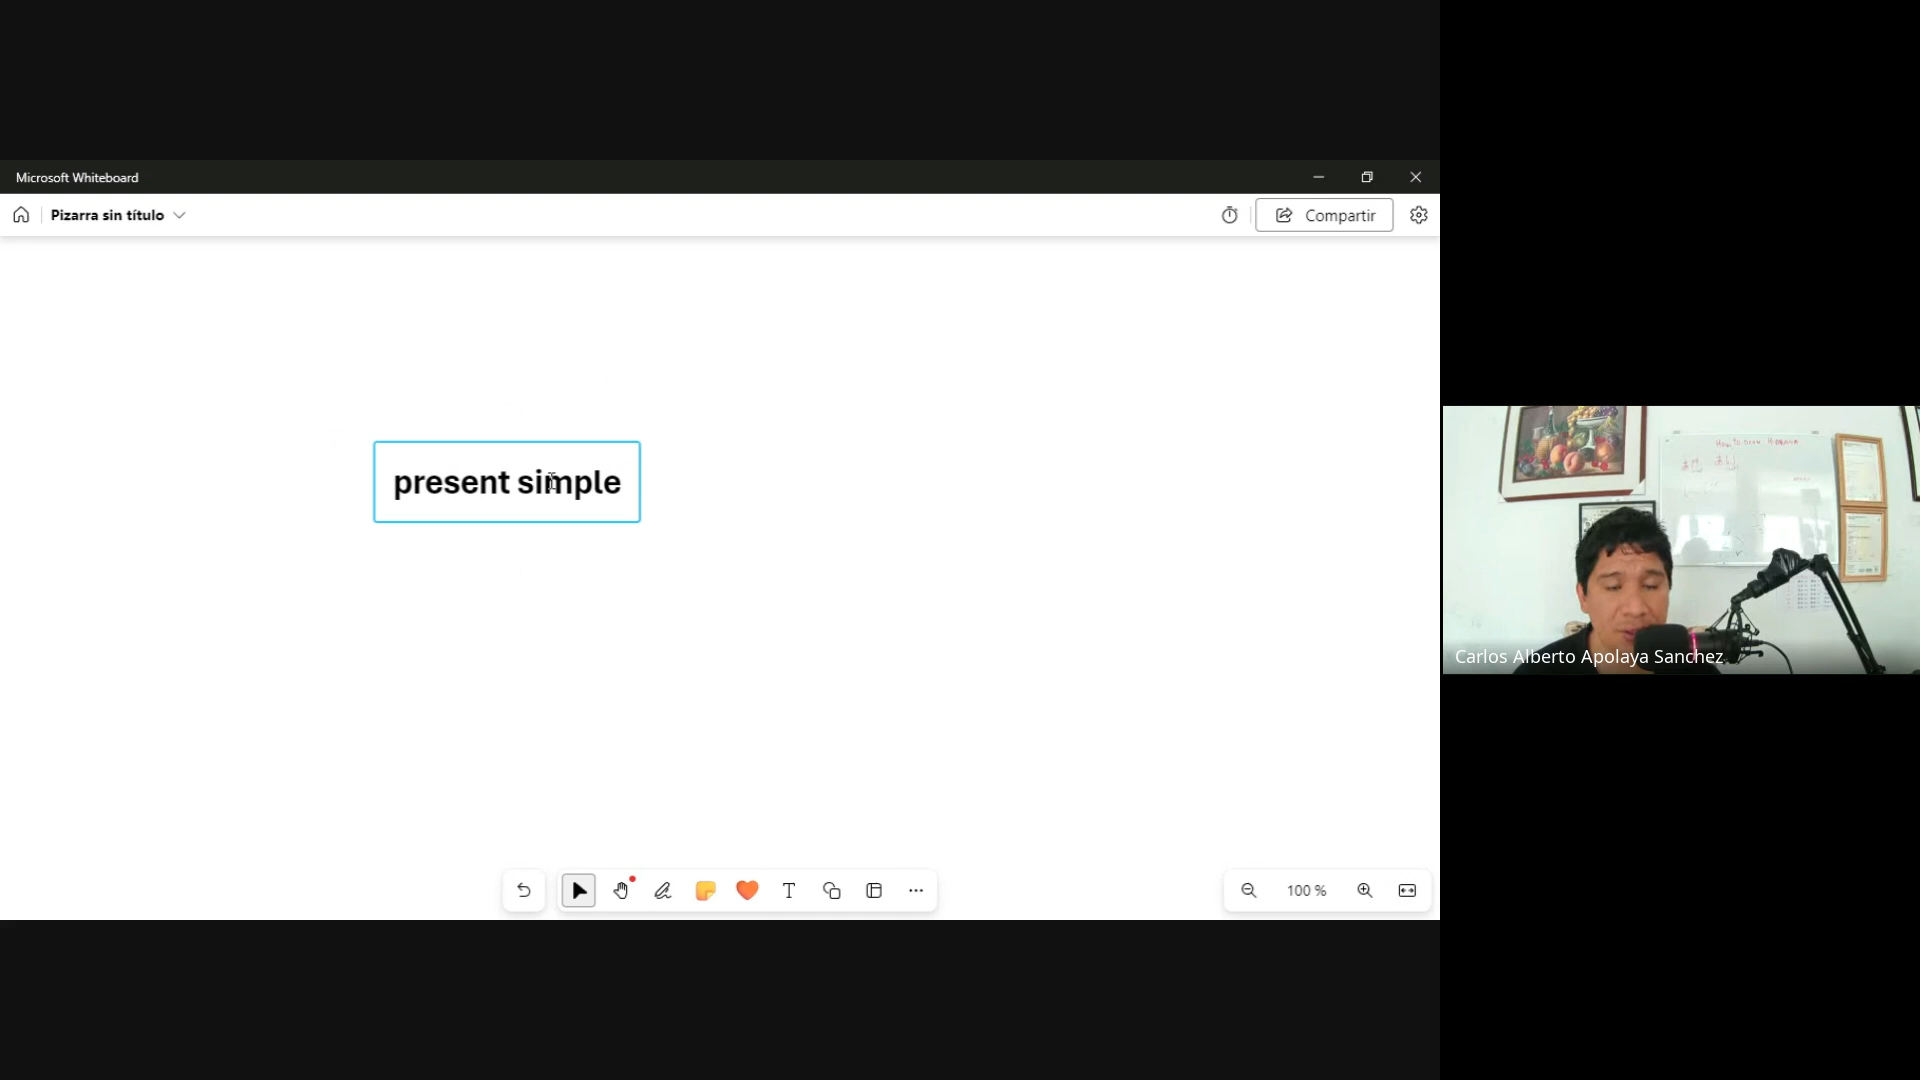 Microsoft Whiteboard
Pizarra sin título
Compartir
present simple
100 %
Carlos Alberto Apolaya Sanchez